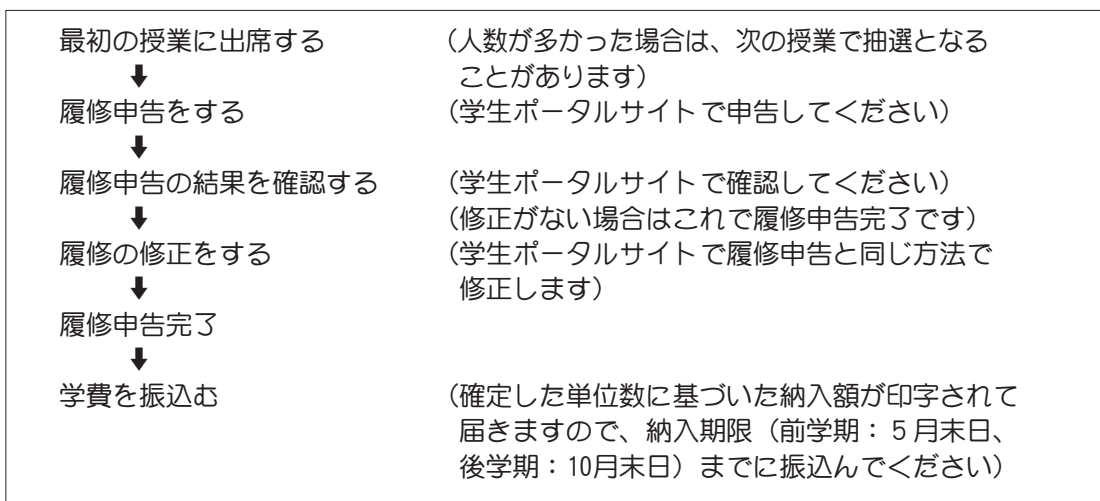 最初の授業に出席する （人数が多かった場合は、次の授業で抽選となる
⬇ ことがあります）
履修申告をする （学生ポータルサイトで申告してください）
⬇
履修申告の結果を確認する （学生ポータルサイトで確認してください）
⬇ （修正がない場合はこれで履修申告完了です）
履修の修正をする （学生ポータルサイトで履修申告と同じ方法で
⬇ 修正します）
履修申告完了
⬇
学費を振込む （確定した単位数に基づいた納入額が印字されて
届きますので、納入期限（前学期：５月末日、
後学期：10月末日）までに振込んでください）